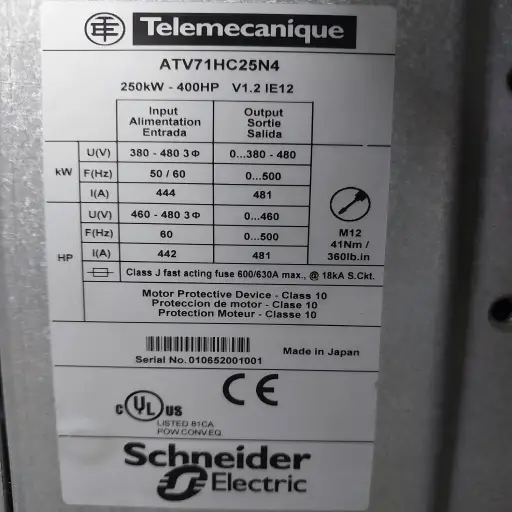 Telemecanique
ATV71HC25N4
250kW - 400HP V1.2 IE12
Input Output
Alimentation Sortie
Entrada Salida
kW U(V) 380 - 480 3Φ 0...380 - 480
F(Hz) 50 / 60 0...500
I(A) 444 481
HP U(V) 460 - 480 3Φ 0...460
F(Hz) 60 0...500
I(A) 442 481
M12
41Nm /
360lb.in
Class J fast acting fuse 600/630A max., @ 18kA S.Ckt.
Motor Protective Device - Class 10
Proteccion de motor - Clase 10
Protection Moteur - Classe 10
Serial No. 010652001001
Made in Japan
c UL us
CE
LISTED 81CA
POW.CONV.EQ.
Schneider
Electric